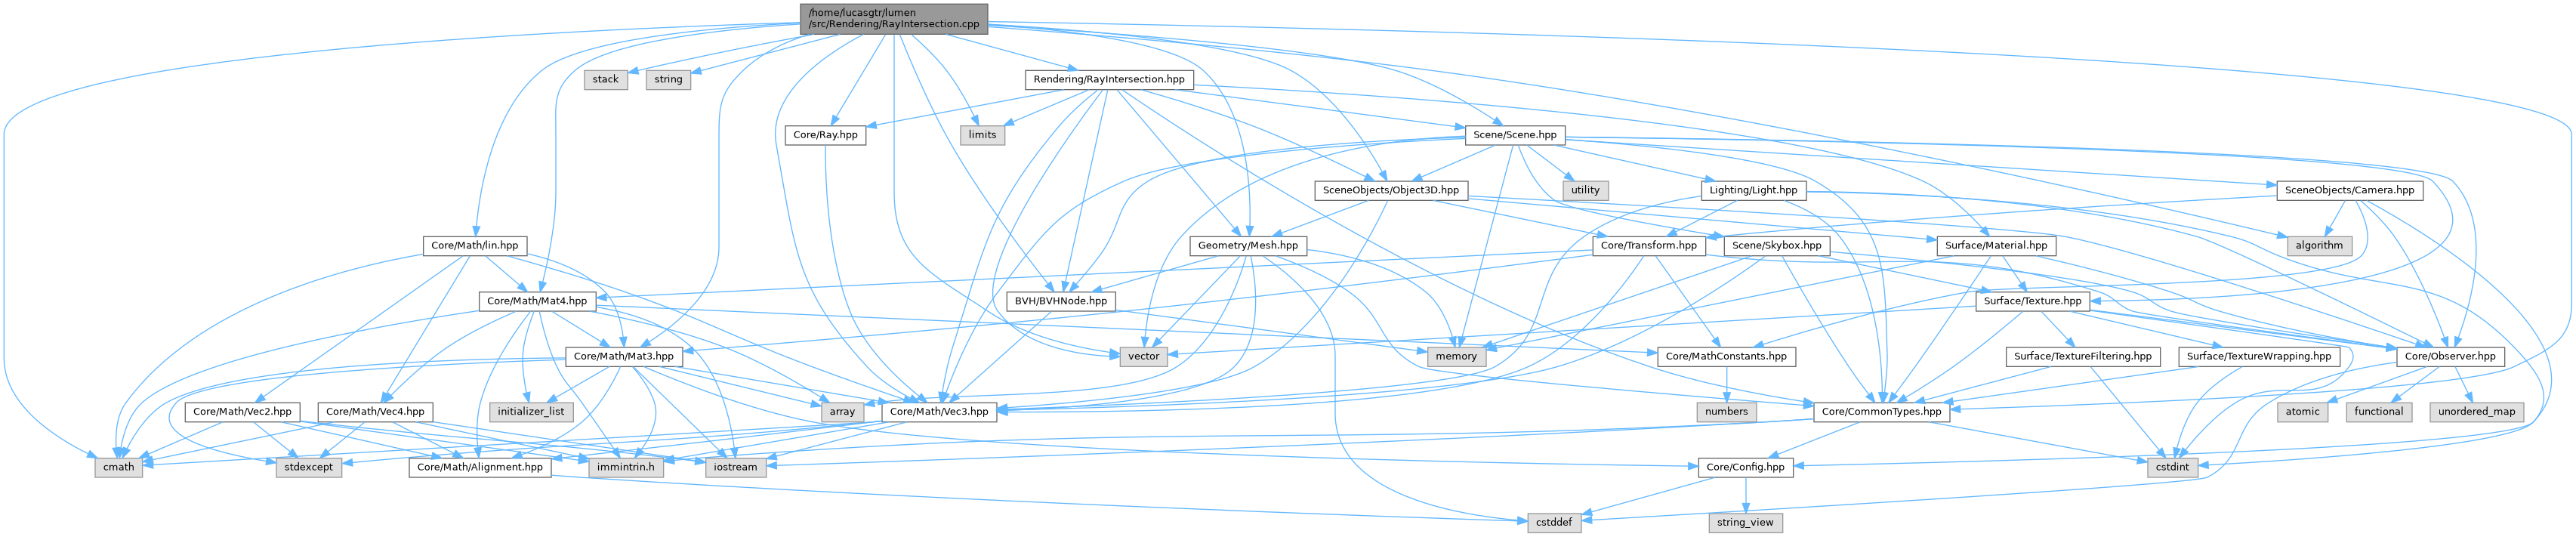 /home/lucasgtr/lumen
/src/Rendering/RayIntersection.cpp
stack
string
Rendering/RayIntersection.hpp
Core/Ray.hpp
limits
Scene/Scene.hpp
SceneObjects/Object3D.hpp
utility
Lighting/Light.hpp
SceneObjects/Camera.hpp
Core/Math/lin.hpp
Geometry/Mesh.hpp
Core/Transform.hpp
Scene/Skybox.hpp
Surface/Material.hpp
algorithm
Core/Math/Mat4.hpp
BVH/BVHNode.hpp
Surface/Texture.hpp
Core/Math/Mat3.hpp
vector
memory
Core/MathConstants.hpp
Surface/TextureFiltering.hpp
Surface/TextureWrapping.hpp
Core/Observer.hpp
Core/Math/Vec2.hpp
Core/Math/Vec4.hpp
initializer_list
array
Core/Math/Vec3.hpp
numbers
Core/CommonTypes.hpp
atomic
functional
unordered_map
cmath
stdexcept
Core/Math/Alignment.hpp
immintrin.h
iostream
Core/Config.hpp
cstdint
cstddef
string_view